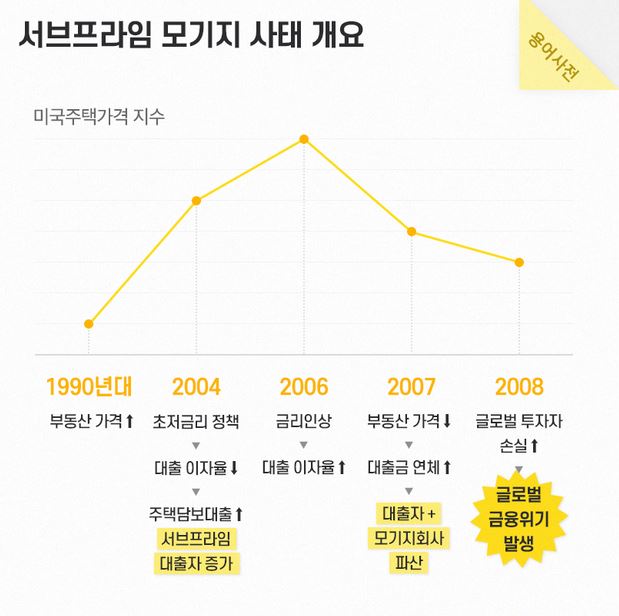 서브프라임 모기지 사태 개요
용어사전
미국주택가격 지수
1990년대
부동산 가격⬆
2004
초저금리 정책
▼
대출 이자율⬇
▼
주택담보대출⬆
서브프라임
대출자 증가
2006
금리인상
▼
대출 이자율⬆
2007
부동산 가격⬇
▼
대출금 연체⬆
▼
대출자 +
모기지회사
파산
2008
글로벌 투자자
손실⬆
▼
글로벌
금융위기
발생